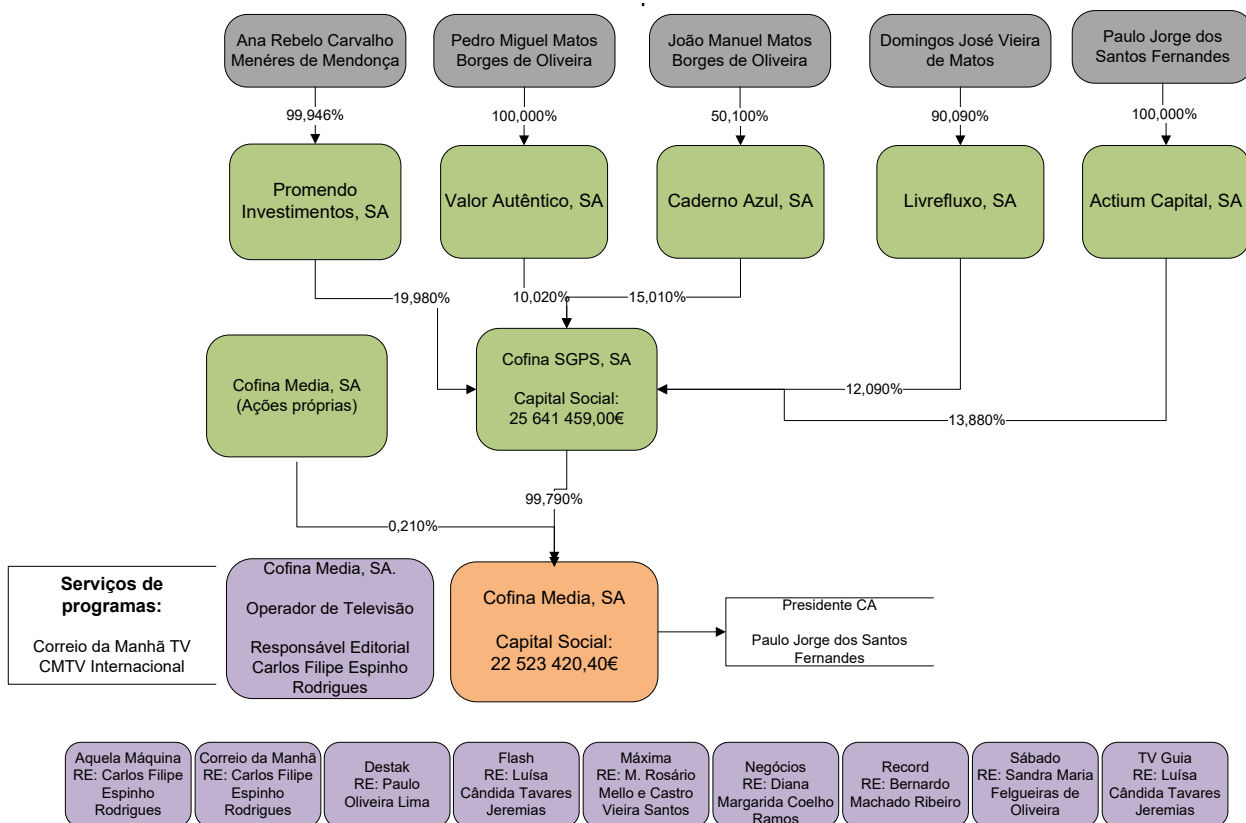 Ana Rebelo Carvalho
Menéres de Mendonça
Pedro Miguel Matos
Borges de Oliveira
João Manuel Matos
Borges de Oliveira
Domingos José Vieira
de Matos
Paulo Jorge dos
Santos Fernandes
99,946%
100,000%
50,100%
90,090%
100,000%
Promendo
Investimentos, SA
Valor Autêntico, SA
Caderno Azul, SA
Livrefluxo, SA
Actium Capital, SA
19,980%
10,020%
15,010%
Cofina Media, SA
(Ações próprias)
Cofina SGPS, SA
Capital Social:
25 641 459,00€
12,090%
13,880%
99,790%
0,210%
Serviços de
programas:
Correio da Manhã TV
CMTV Internacional
Cofina Media, SA.
Operador de Televisão
Responsável Editorial
Carlos Filipe Espinho
Rodrigues
Cofina Media, SA
Capital Social:
22 523 420,40€
Presidente CA
Paulo Jorge dos Santos
Fernandes
Aquela Máquina
RE: Carlos Filipe
Espinho
Rodrigues
Correio da Manhã
RE: Carlos Filipe
Espinho
Rodrigues
Destak
RE: Paulo
Oliveira Lima
Flash
RE: Luísa
Cândida Tavares
Jeremias
Máxima
RE: M. Rosário
Mello e Castro
Vieira Santos
Negócios
RE: Diana
Margarida Coelho
Ramos
Record
RE: Bernardo
Machado Ribeiro
Sábado
RE: Sandra Maria
Felgueiras de
Oliveira
TV Guia
RE: Luísa
Cândida Tavares
Jeremias